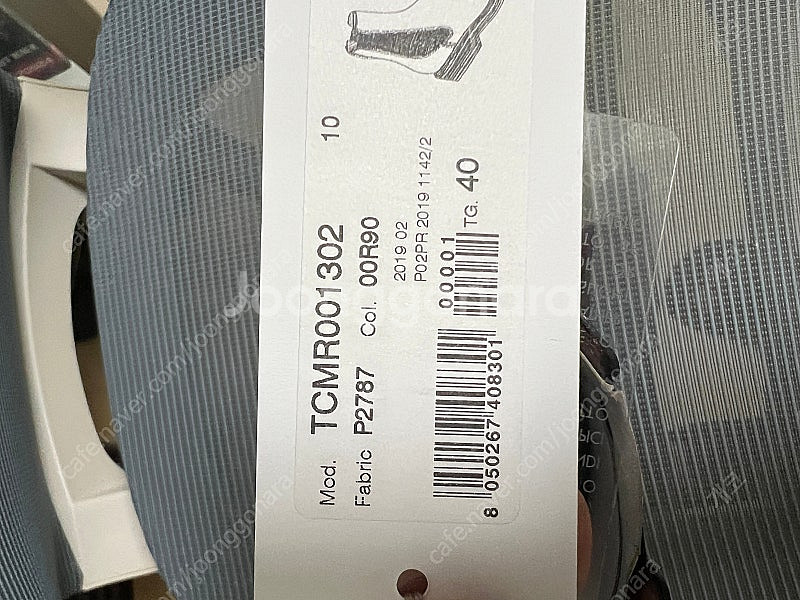 Mod. TCMR001302 10
Fabric P2787 Col. 00R90
2019 02
P02PR 2019 1142/2
00001 TG. 40
8 050267 408301
joonggonara
cafe.naver.com/joonggonara